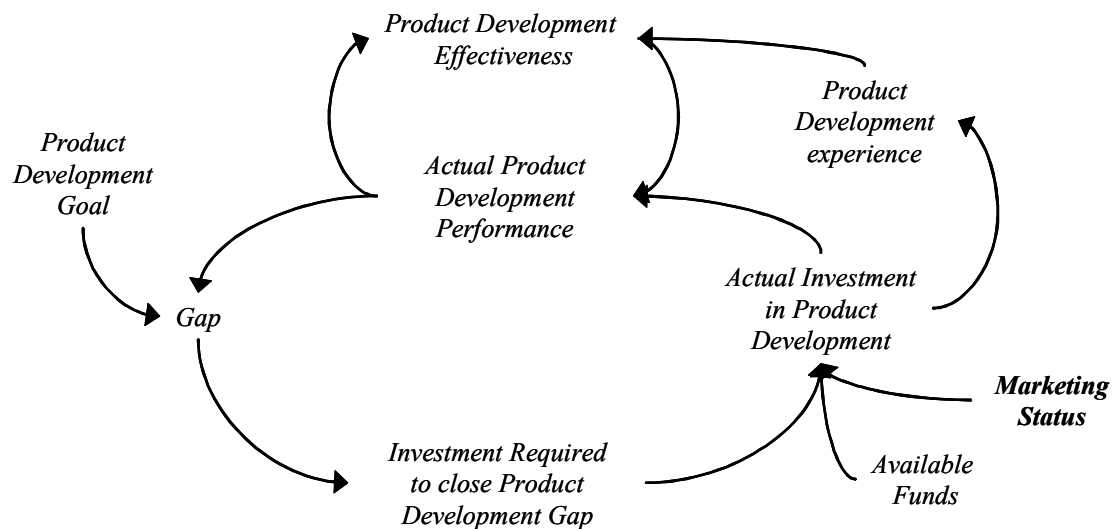 Product Development
Effectiveness
Product
Development
experience
Product
Development
Goal
Actual Product
Development
Performance
Actual Investment
in Product
Development
Gap
Marketing
Status
Investment Required
to close Product
Development Gap
Available
Funds